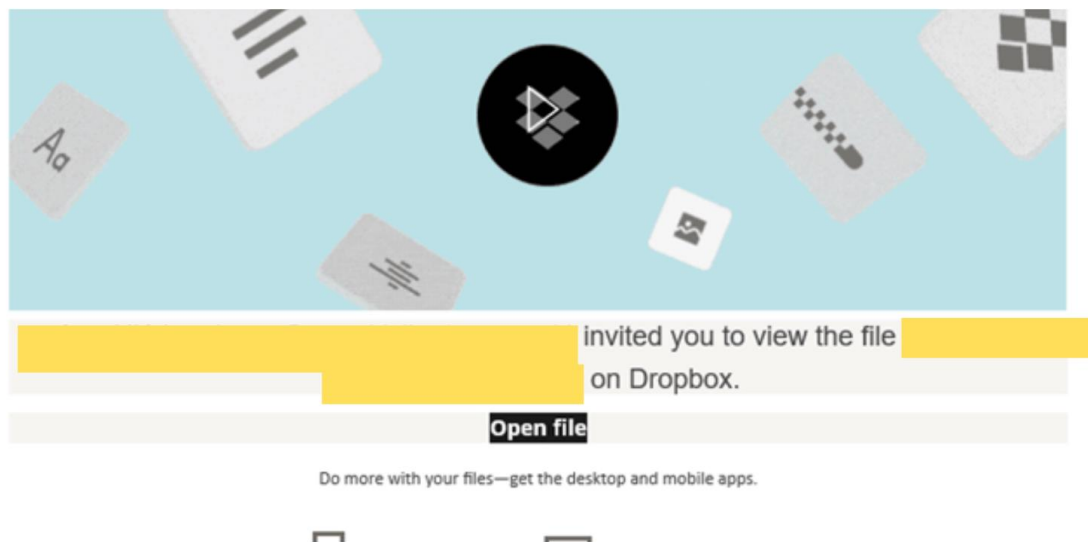 Aa
invited you to view the file
on Dropbox.
Open file
Do more with your files—get the desktop and mobile apps.